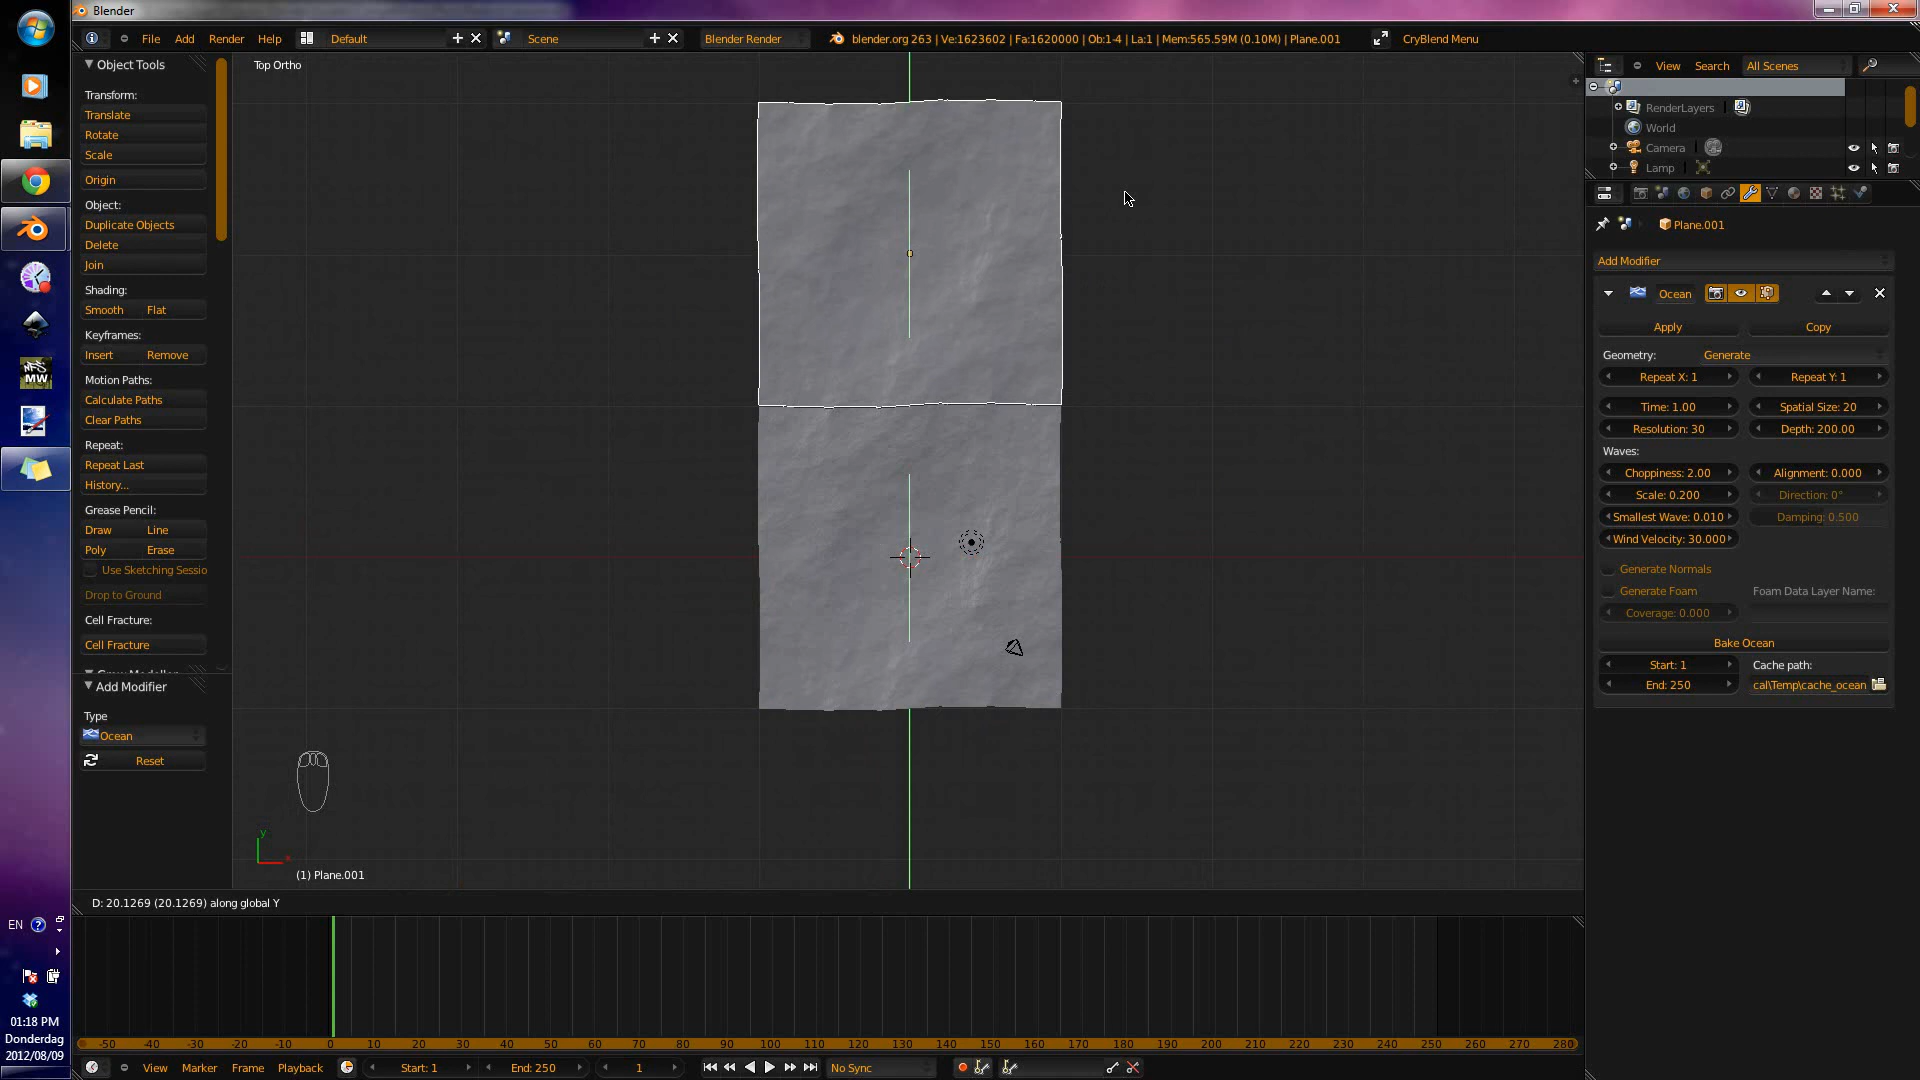 Blender
File Add Render Help Default Scene Blender Render blender.org 263 | Ve:1623602 | Fa:1620000 | Ob:1-4 | La:1 | Mem:565.59M (0.10M) | Plane.001 CryBlend Menu
Object Tools
Transform:
Translate
Rotate
Scale
Origin
Object:
Duplicate Objects
Delete
Join
Shading:
Smooth Flat
Keyframes:
Insert Remove
Motion Paths:
Calculate Paths
Clear Paths
Repeat:
Repeat Last
History...
Grease Pencil:
Draw Line
Poly Erase
Use Sketching Sessio
Drop to Ground
Cell Fracture:
Cell Fracture
Add Modifier
Type
Ocean
Reset
Top Ortho
y
x
(1) Plane.001
D: 20.1269 (20.1269) along global Y
View Search All Scenes
RenderLayers
World
Camera
Lamp
Plane.001
Add Modifier
Ocean
Apply Copy
Geometry: Generate
Repeat X: 1 Repeat Y: 1
Time: 1.00 Spatial Size: 20
Resolution: 30 Depth: 200.00
Waves:
Choppiness: 2.00 Alignment: 0.000
Scale: 0.200 Direction: 0°
Smallest Wave: 0.010 Damping: 0.500
Wind Velocity: 30.000
Generate Normals
Generate Foam Foam Data Layer Name:
Coverage: 0.000
Bake Ocean
Start: 1 Cache path:
End: 250 cal\Temp\cache_ocean
-50 -40 -30 -20 -10 0 10 20 30 40 50 60 70 80 90 100 110 120 130 140 150 160 170 180 190 200 210 220 230 240 250 260 270 280
View Marker Frame Playback Start: 1 End: 250 1 No Sync
NFS
MW
EN
01:18 PM
Donderdag
2012/08/09